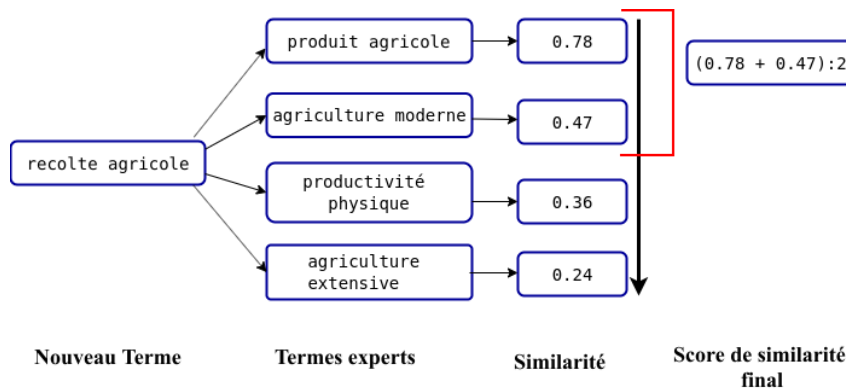 produit agricole
0.78
(0.78 + 0.47):2
agriculture moderne
0.47
recolte agricole
productivité
physique
0.36
agriculture
extensive
0.24
Nouveau Terme
Termes experts
Similarité
Score de similarité
final